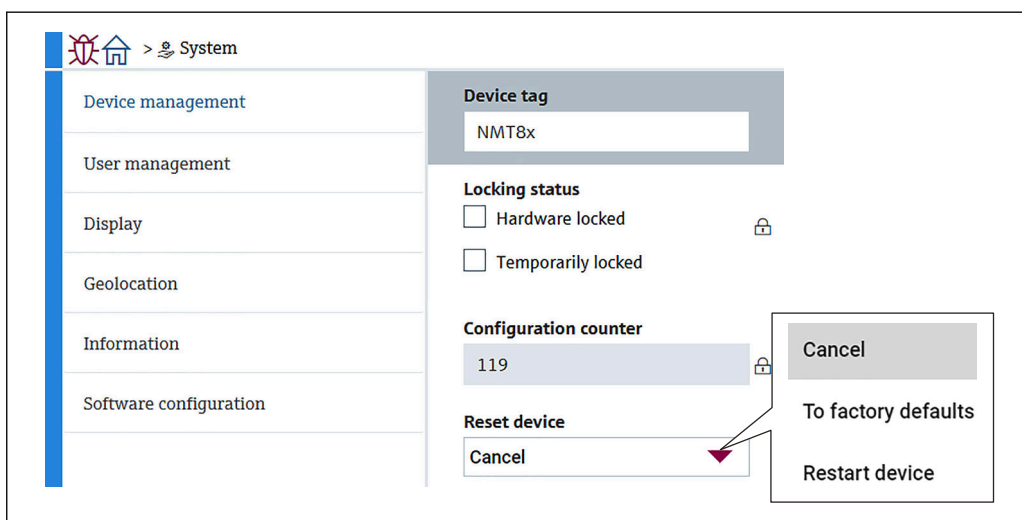 > System
Device management
User management
Display
Geolocation
Information
Software configuration
Device tag
NMT8x
Locking status
Hardware locked
Temporarily locked
Configuration counter
119
Reset device
Cancel
Cancel
To factory defaults
Restart device